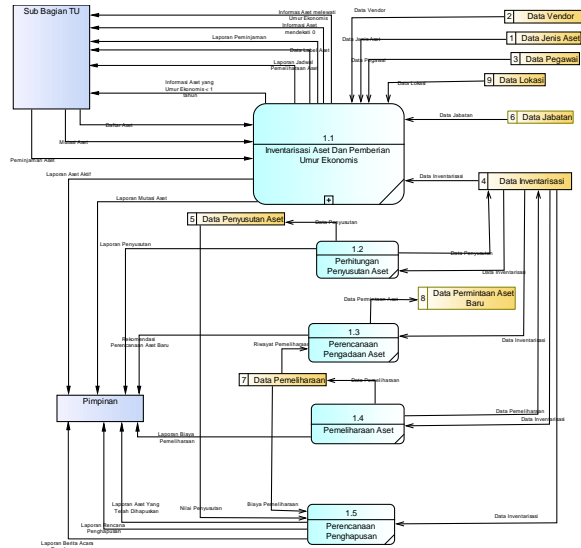 Sub Bagian TU
Informasi Aset melewati
Umur Ekonomis
Informasi Aset
mendekati 0
Laporan Peminjaman
Data Label Aset
Laporan Jadwal
Pemeliharaan Aset
Informasi Aset yang
Umur Ekonomis < 1
tahun
Daftar Aset
Mutasi Aset
Peminjaman Aset
Data Vendor
2 Data Vendor
Data Jenis Aset
1 Data Jenis Aset
Data Pegawai
3 Data Pegawai
Data Lokasi
9 Data Lokasi
Data Jabatan
6 Data Jabatan
1.1
Inventarisasi Aset Dan Pemberian
Umur Ekonomis
Laporan Aset Aktif
Laporan Mutasi Aset
Data Inventarisasi
4 Data Inventarisasi
5 Data Penyusutan Aset
Data Penyusutan
Laporan Penyusutan
1.2
Perhitungan
Penyusutan Aset
Data Penyusutan
Data Inventarisasi
Data Permintaan Aset
8 Data Permintaan Aset
Baru
1.3
Perencanaan
Pengadaan Aset
Rekomendasi
Perencanaan Aset Baru
Riwayat Pemeliharaan
Data Inventarisasi
7 Data Pemeliharaan
Data Pemeliharaan
Pimpinan
1.4
Pemeliharaan Aset
Data Pemeliharaan
Data Inventarisasi
Laporan Biaya
Pemeliharaan
Laporan Aset Yang
Telah Dihapuskan
Nilai Penyusutan
Biaya Pemeliharaan
1.5
Perencanaan
Penghapusan
Data Inventarisasi
Laporan Rencana
Penghapusan
Laporan Berita Acara